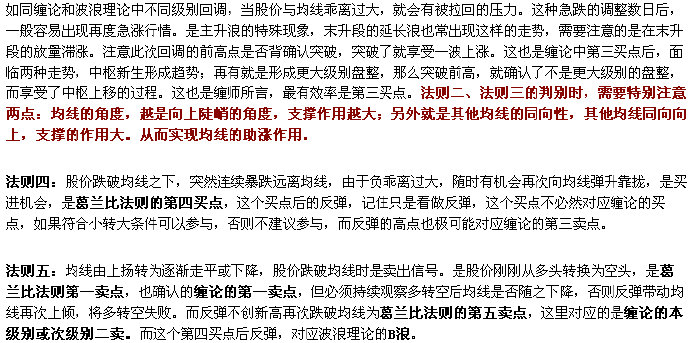 如同缠论和波浪理论中不同级别回调，当股价与均线乖离过大，就会有被拉回的压力。这种急跌的调整数日后，
一般容易出现再度急涨行情。是主升浪的特殊现象，末升段的延长浪也常出现这样的走势，需要注意的是在末升
段的放量滞涨。注意此次回调的前高点是否背确认突破，突破了就享受一波上涨。这也是缠论中第三买点后，面
临两种走势，中枢新生形成趋势；再有就是形成更大级别盘整，那么突破前高，就确认了不是更大级别的盘整，
而享受了中枢上移的过程。这也是缠师所言，最有效率是第三买点。法则二、法则三的判别时，需要特别注意
两点：均线的角度，越是向上陡峭的角度，支撑作用越大；另外就是其他均线的同向性，其他均线同向向
上，支撑的作用大。从而实现均线的助涨作用。
法则四：股价跌破均线之下，突然连续暴跌远离均线，由于负乖离过大，随时有机会再次向均线弹升靠拢，是买
进机会，是葛兰比法则的第四买点，这个买点后的反弹，记住只是看做反弹，这个买点不必然对应缠论的买
点，如果符合小转大条件可以参与，否则不建议参与，而反弹的高点也极可能对应缠论的第三卖点。
法则五：均线由上扬转为逐渐走平或下降，股价跌破均线时是卖出信号。是股价刚刚从多头转换为空头，是葛
兰比法则第一卖点，也确认的缠论的第一卖点，但必须持续观察多转空后均线是否随之下降，否则反弹带动均
线再次上倾，将多转空失败。而反弹不创新高再次跌破均线为葛兰比法则的第五卖点，这里对应的是缠论的本
级别或次级别二卖。而这个第四买点后反弹，对应波浪理论的B浪。